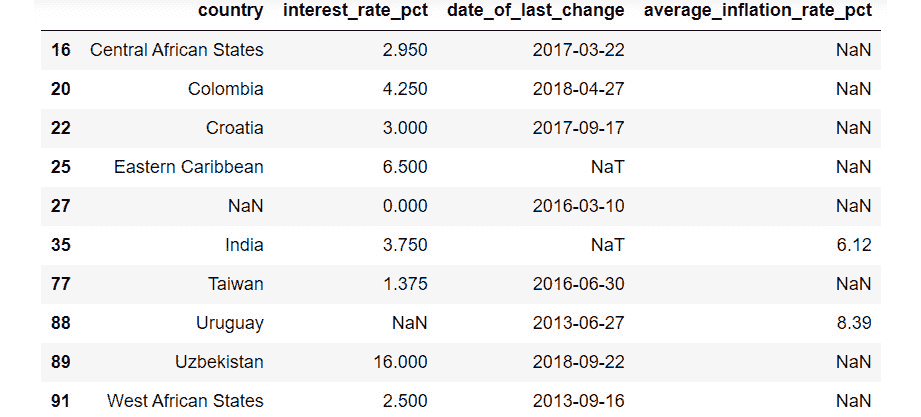 country interest_rate_pct date_of_last_change average_inflation_rate_pct
16 Central African States 2.950 2017-03-22 NaN
20 Colombia 4.250 2018-04-27 NaN
22 Croatia 3.000 2017-09-17 NaN
25 Eastern Caribbean 6.500 NaT NaN
27 NaN 0.000 2016-03-10 NaN
35 India 3.750 NaT 6.12
77 Taiwan 1.375 2016-06-30 NaN
88 Uruguay NaN 2013-06-27 8.39
89 Uzbekistan 16.000 2018-09-22 NaN
91 West African States 2.500 2013-09-16 NaN